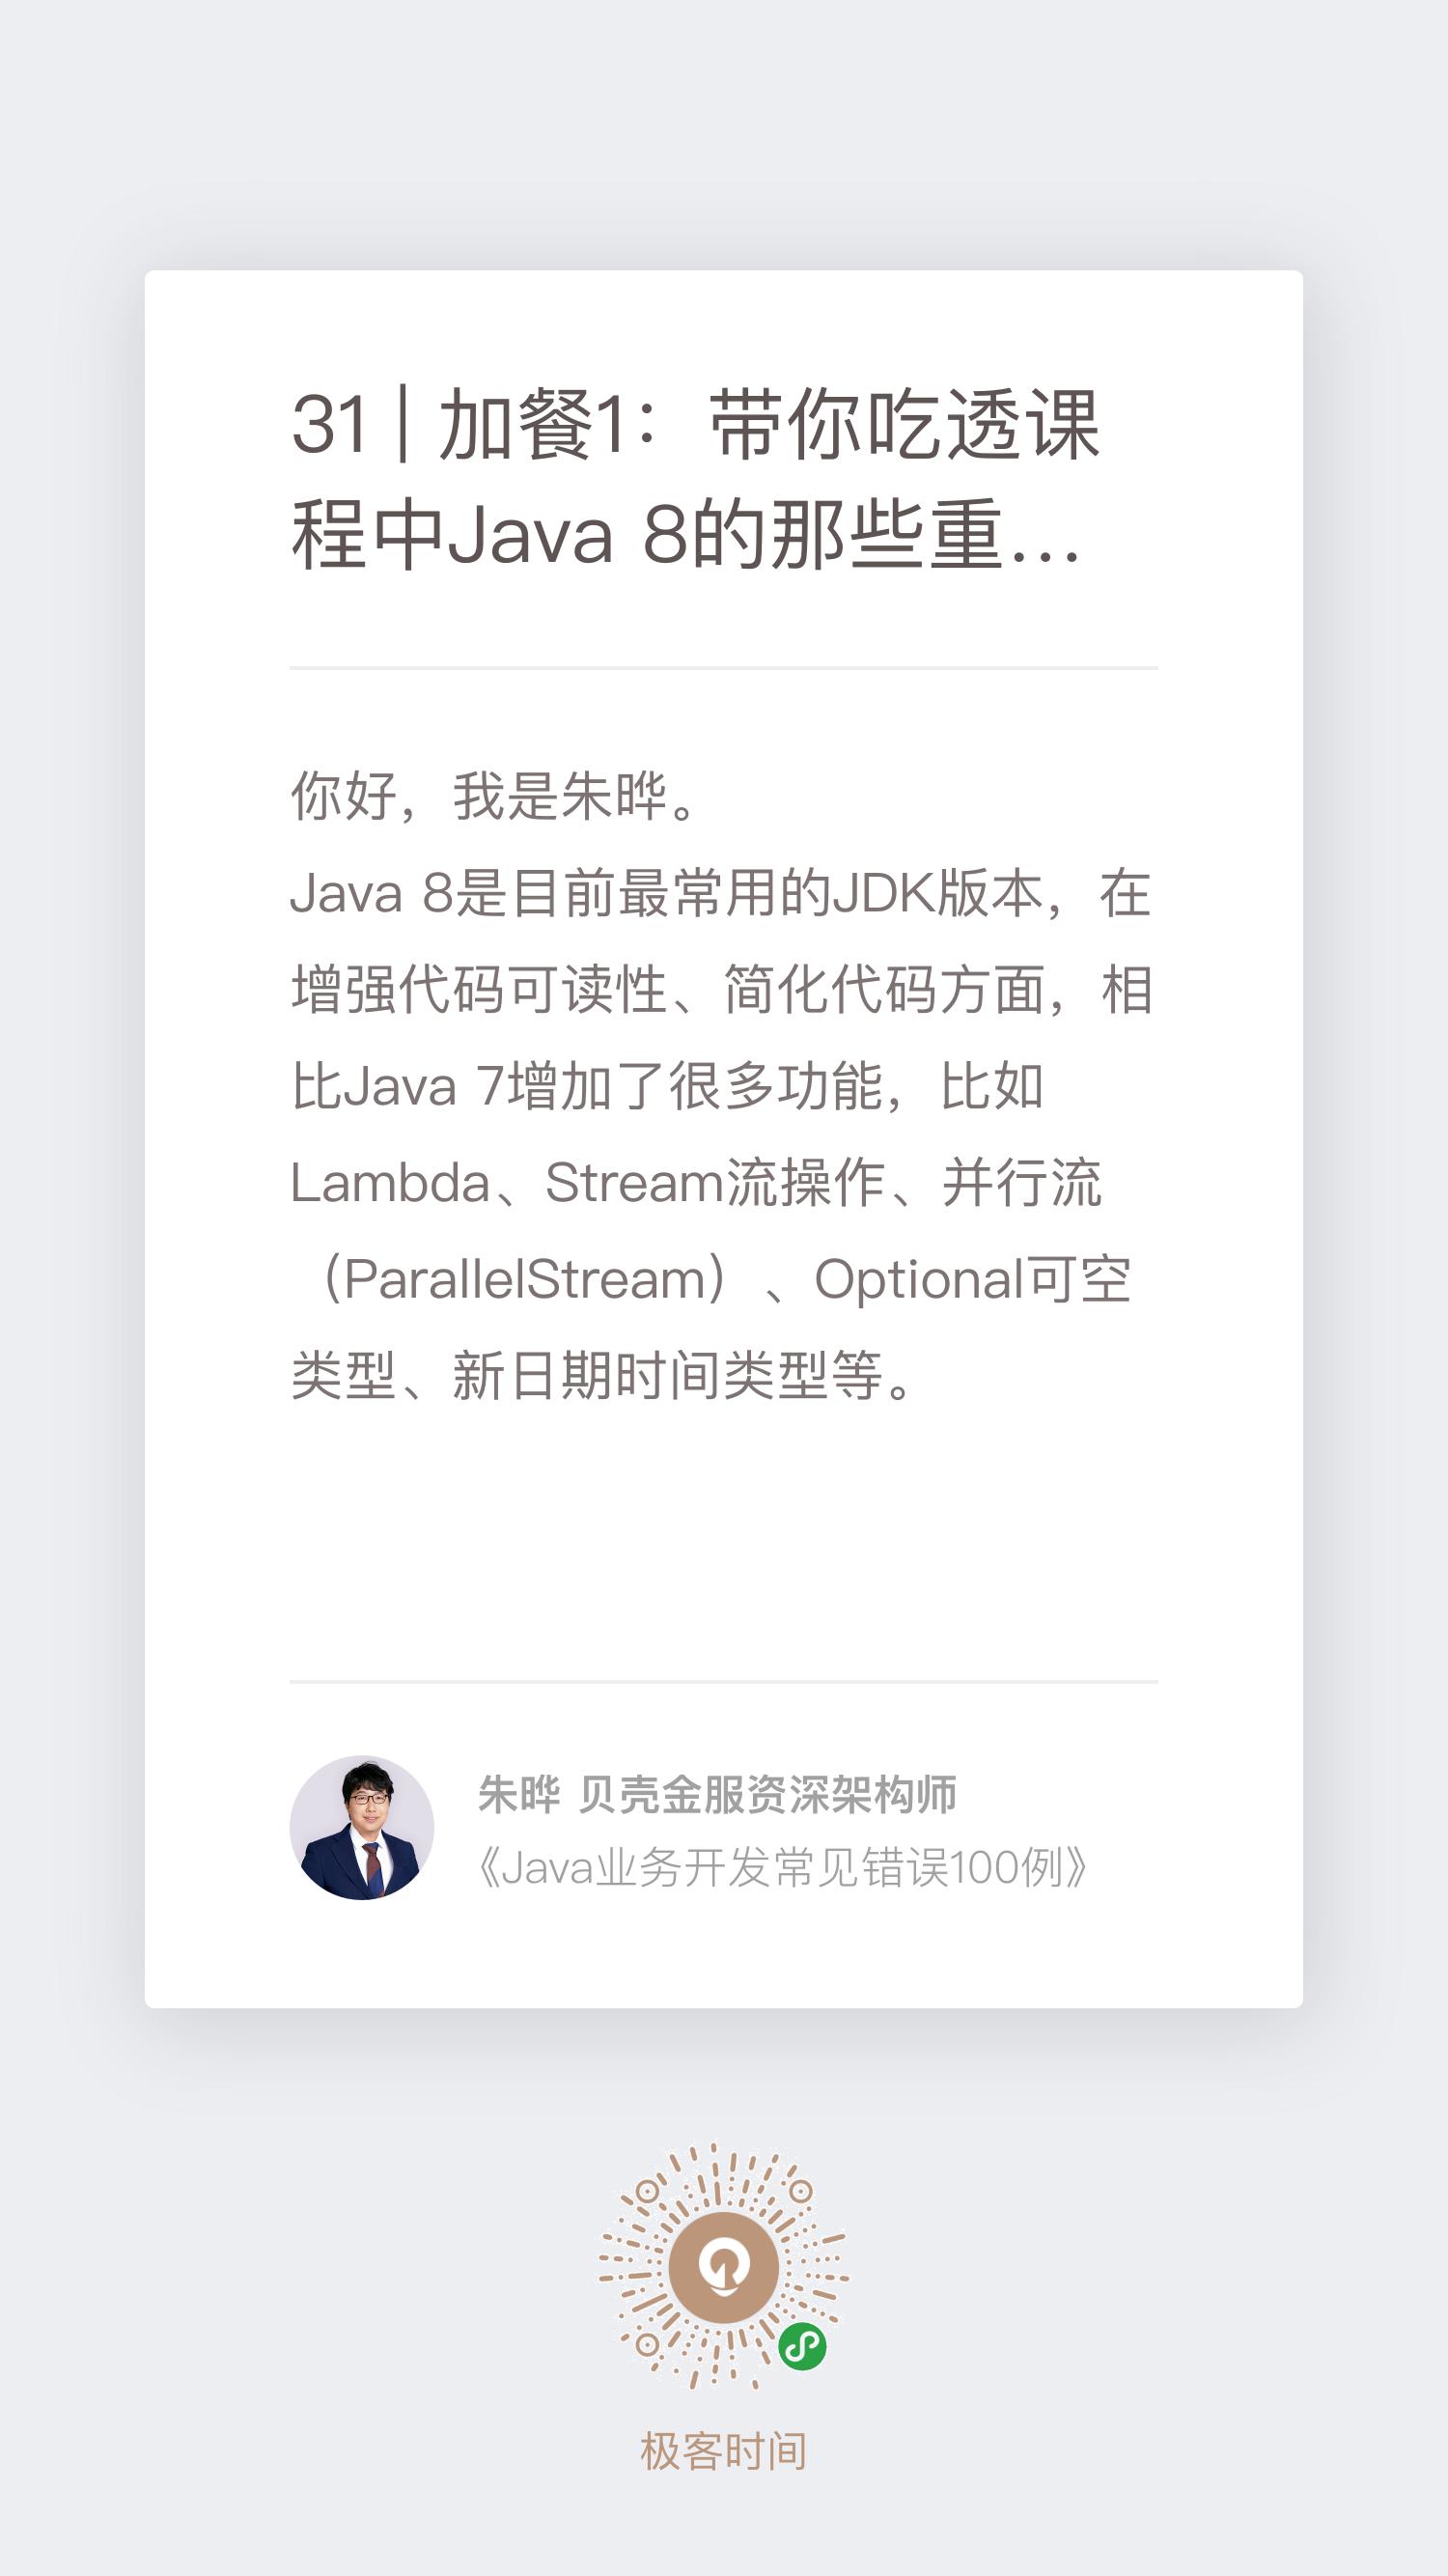 31 | 加餐1：带你吃透课
程中Java 8的那些重...
你好，我是朱晔。
Java 8是目前最常用的JDK版本，在
增强代码可读性、简化代码方面，相
比Java 7增加了很多功能，比如
Lambda、Stream流操作、并行流
（ParallelStream）、Optional可空
类型、新日期时间类型等。
朱晔 贝壳金服资深架构师
《Java业务开发常见错误100例》
极客时间